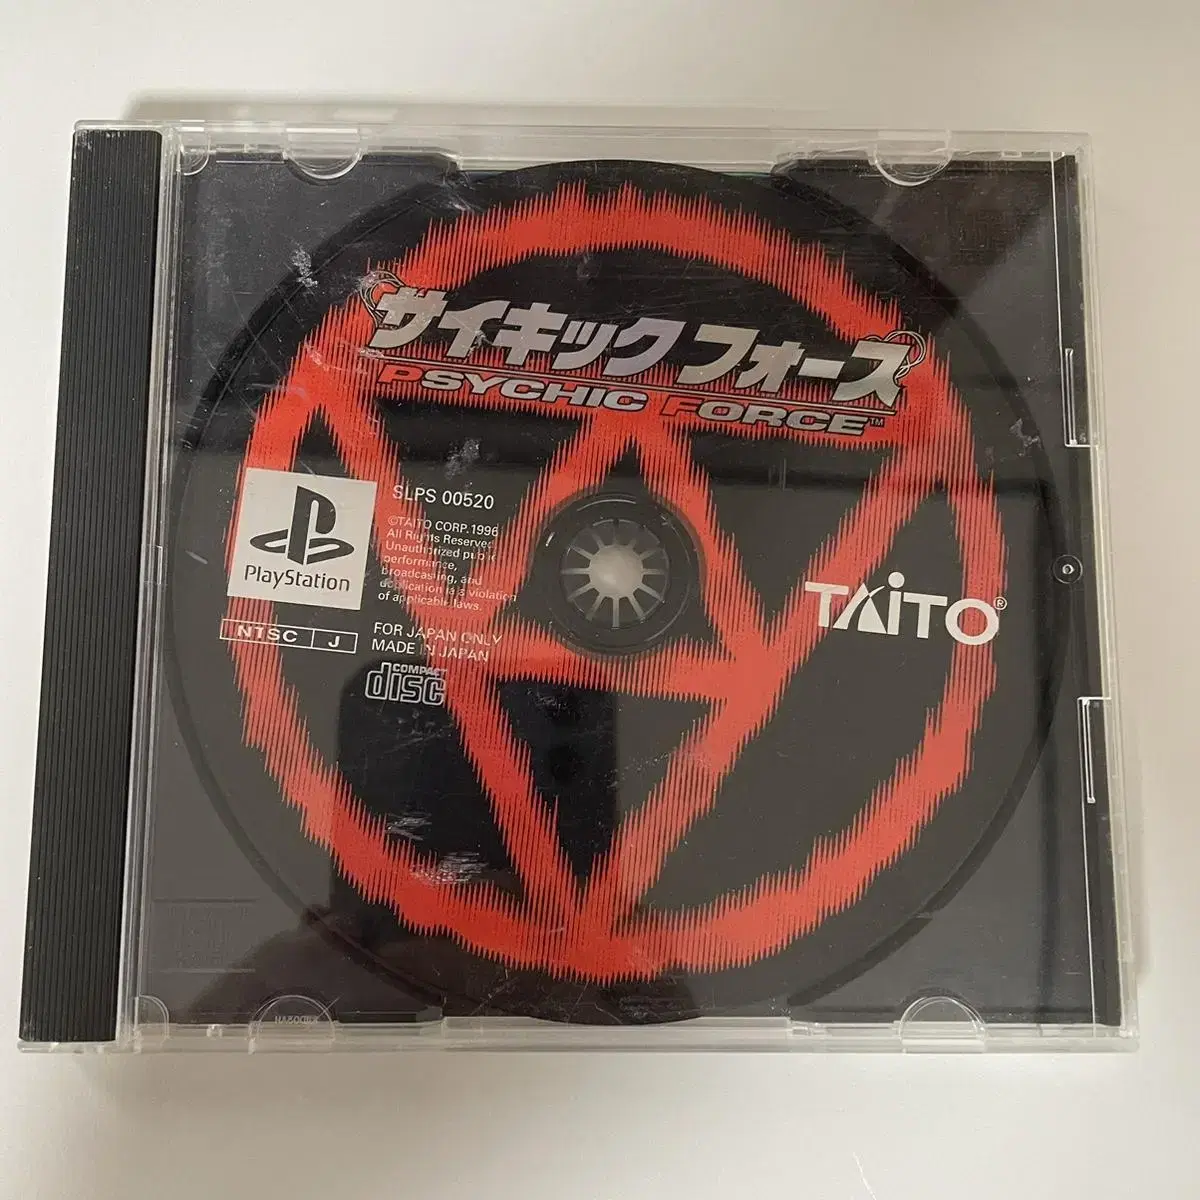 サイキックフォース
PSYCHIC FORCE™
SLPS 00520
©TAITO CORP. 1996
All Rights Reserved
Unauthorized public
performance,
broadcasting, and
duplication is a violation
of applicable laws.
PlayStation
NTSC J
FOR JAPAN ONLY
MADE IN JAPAN
COMPACT
disc
TAiTO®